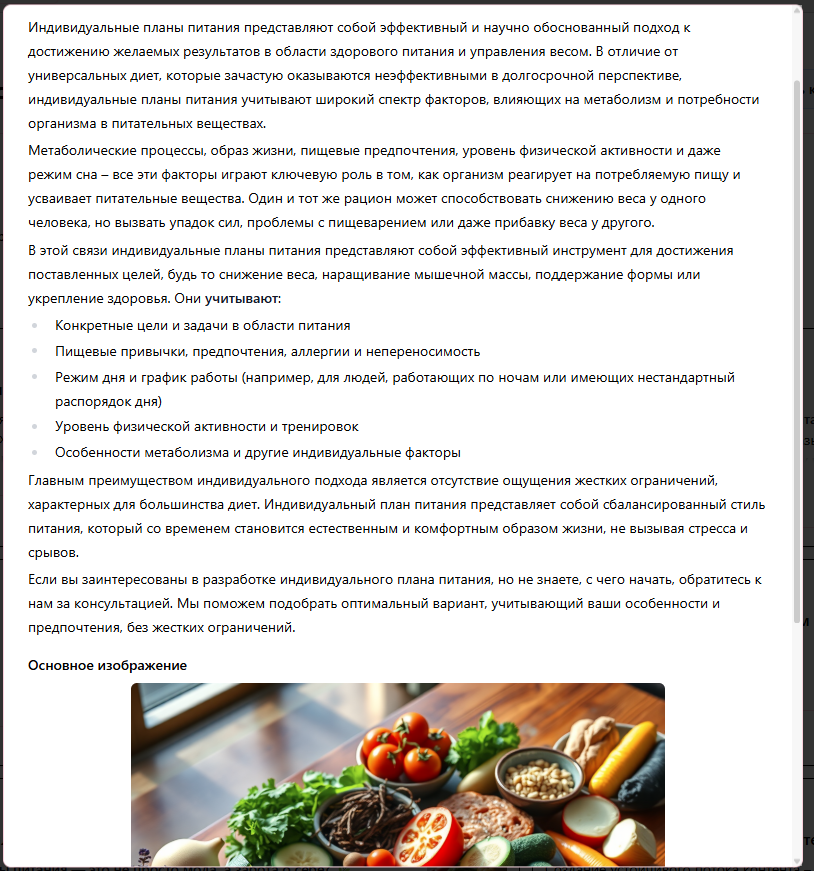 Индивидуальные планы питания представляют собой эффективный и научно обоснованный подход к
достижению желаемых результатов в области здорового питания и управления весом. В отличие от
универсальных диет, которые зачастую оказываются неэффективными в долгосрочной перспективе,
индивидуальные планы питания учитывают широкий спектр факторов, влияющих на метаболизм и потребности
организма в питательных веществах.
Метаболические процессы, образ жизни, пищевые предпочтения, уровень физической активности и даже
режим сна – все эти факторы играют ключевую роль в том, как организм реагирует на потребляемую пищу и
усваивает питательные вещества. Один и тот же рацион может способствовать снижению веса у одного
человека, но вызвать упадок сил, проблемы с пищеварением или даже прибавку веса у другого.
В этой связи индивидуальные планы питания представляют собой эффективный инструмент для достижения
поставленных целей, будь то снижение веса, наращивание мышечной массы, поддержание формы или
укрепление здоровья. Они учитывают:
Конкретные цели и задачи в области питания
Пищевые привычки, предпочтения, аллергии и непереносимость
Режим дня и график работы (например, для людей, работающих по ночам или имеющих нестандартный
распорядок дня)
Уровень физической активности и тренировок
Особенности метаболизма и другие индивидуальные факторы
Главным преимуществом индивидуального подхода является отсутствие ощущения жестких ограничений,
характерных для большинства диет. Индивидуальный план питания представляет собой сбалансированный стиль
питания, который со временем становится естественным и комфортным образом жизни, не вызывая стресса и
срывов.
Если вы заинтересованы в разработке индивидуального плана питания, но не знаете, с чего начать, обратитесь к
нам за консультацией. Мы поможем подобрать оптимальный вариант, учитывающий ваши особенности и
предпочтения, без жестких ограничений.
Основное изображение